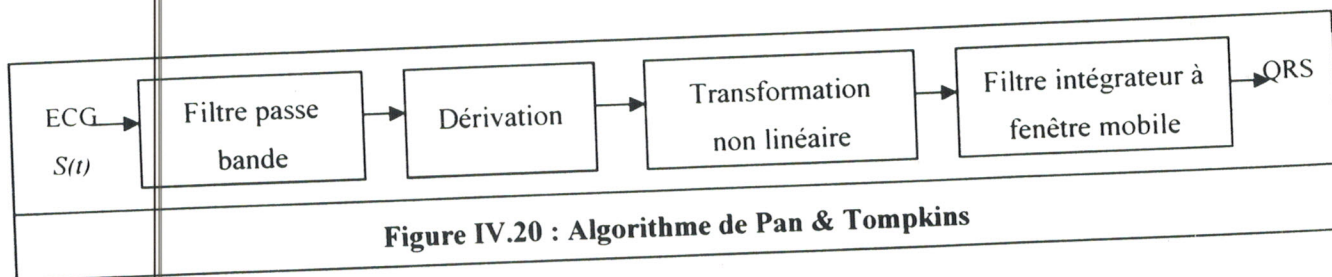 ECG
S(t)
Filtre passe
bande
Dérivation
Transformation
non linéaire
Filtre intégrateur à
fenêtre mobile
QRS
Figure IV.20 : Algorithme de Pan & Tompkins